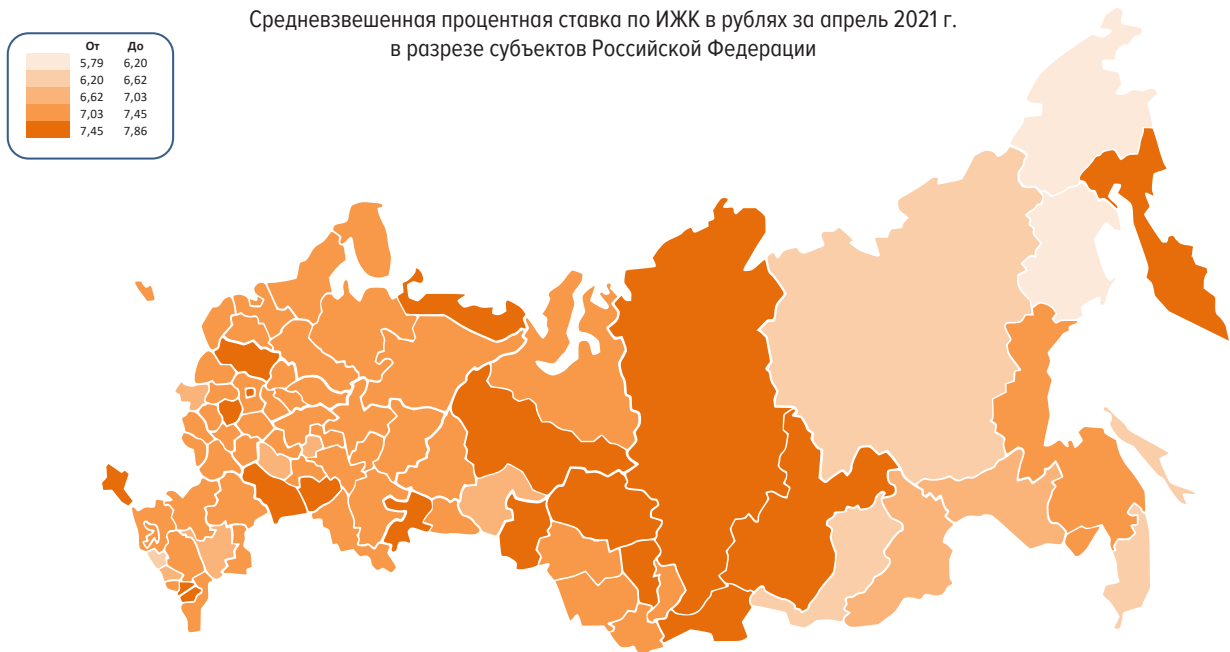 Средневзвешенная процентная ставка по ИЖК в рублях за апрель 2021 г.
в разрезе субъектов Российской Федерации
От До
5,79 6,20
6,20 6,62
6,62 7,03
7,03 7,45
7,45 7,86